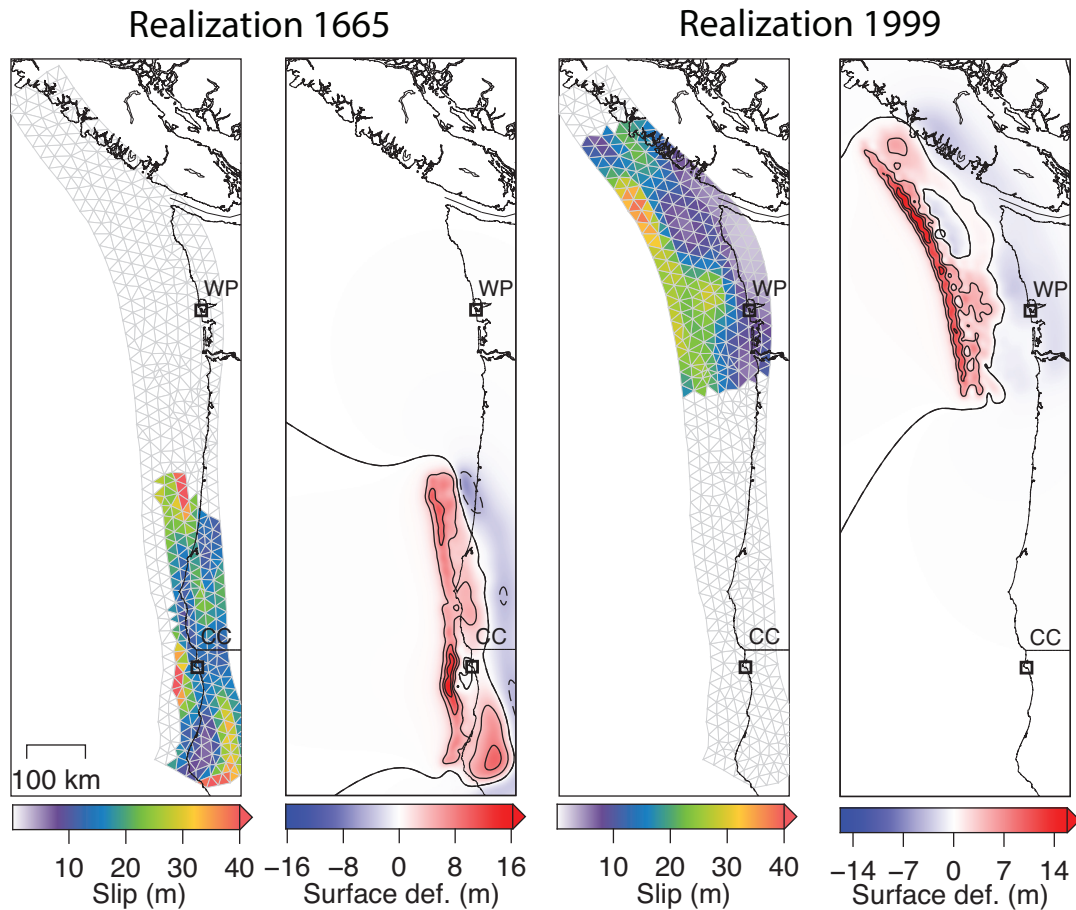 Realization 1665
Realization 1999
WP
WP
WP
WP
CC
CC
CC
CC
100 km
10 20 30 40
−16 −8 0 8 16
10 20 30 40
−14 −7 0 7 14
Slip (m)
Surface def. (m)
Slip (m)
Surface def. (m)